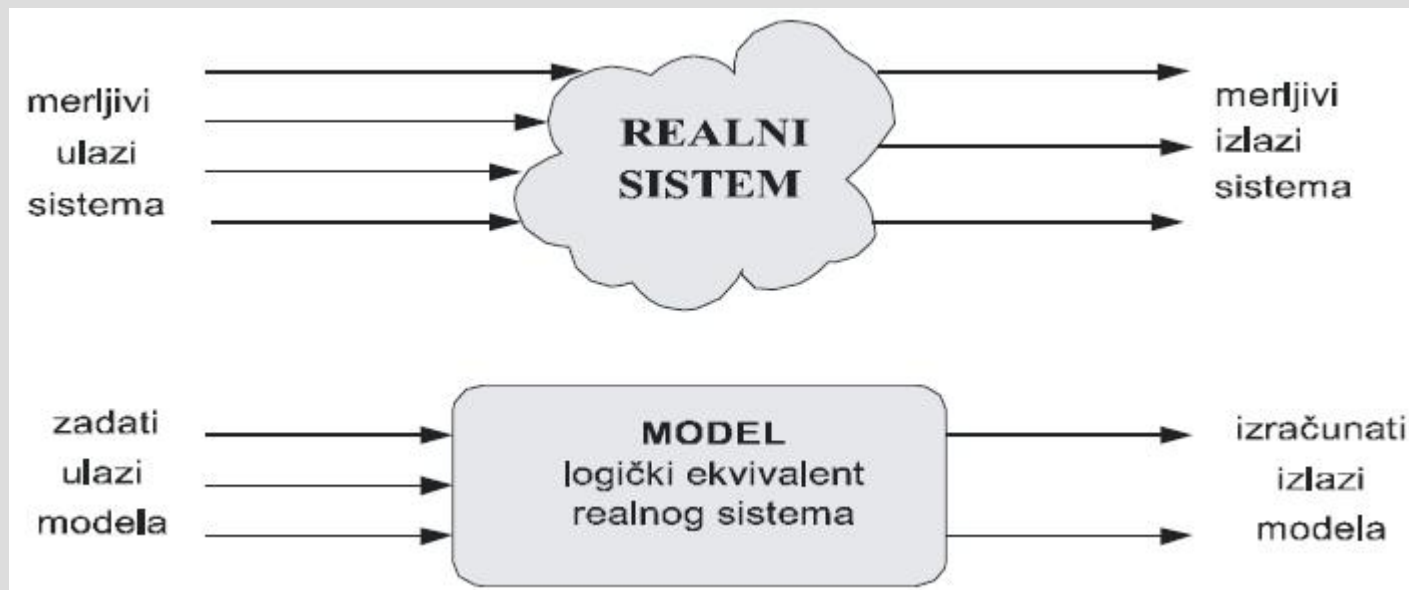 merljivi
ulazi
sistema
REALNI
SISTEM
merljivi
izlazi
sistema
zadati
ulazi
modela
MODEL
logički ekvivalent
realnog sistema
izračunati
izlazi
modela